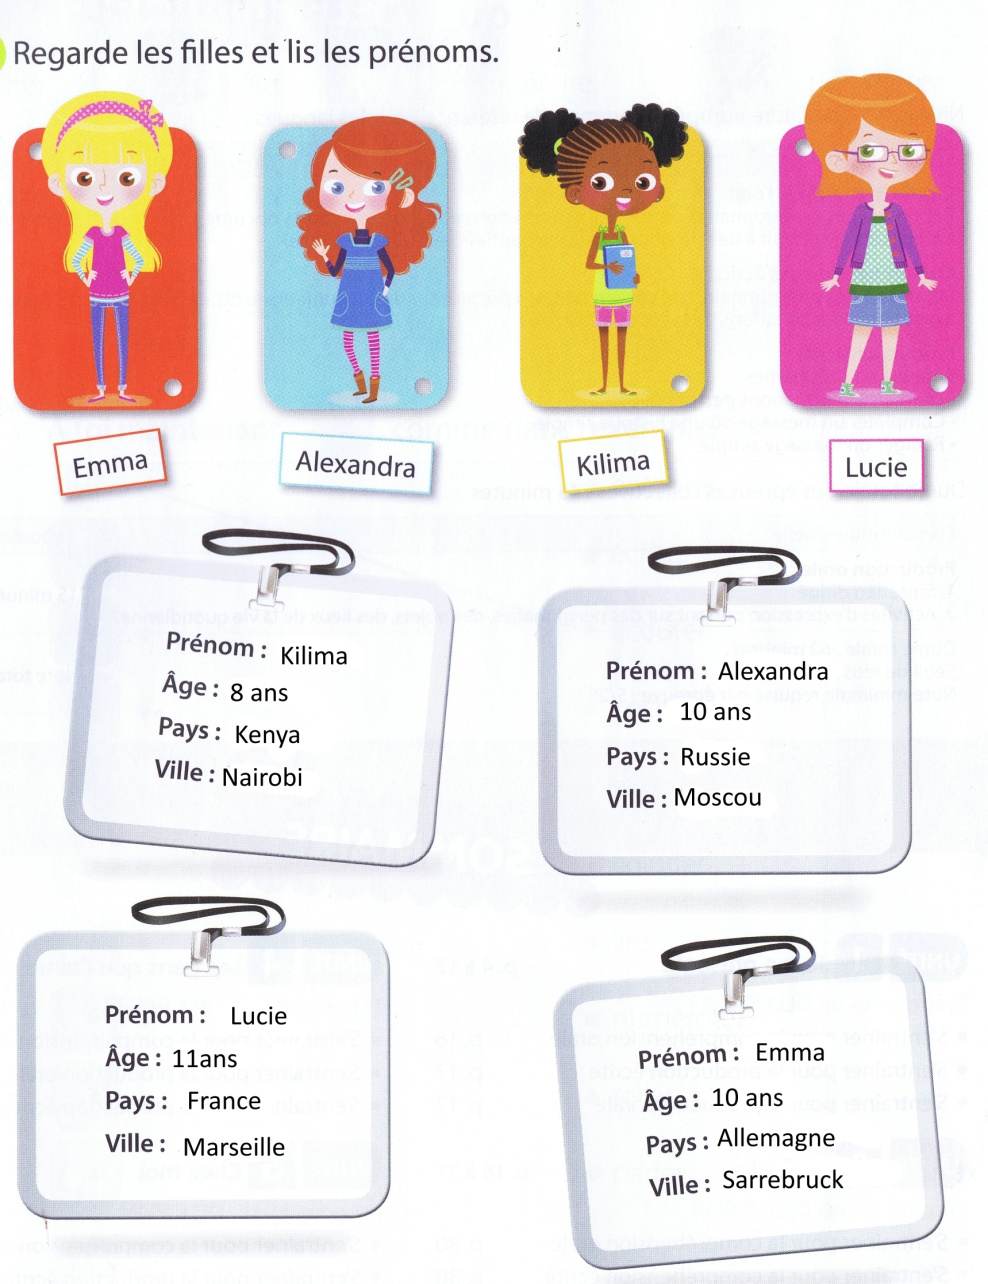 Regarde les filles et lis les prénoms.
Emma
Alexandra
Kilima
Lucie
Prénom : Kilima
Âge : 8 ans
Pays : Kenya
Ville : Nairobi
Prénom : Alexandra
Âge : 10 ans
Pays : Russie
Ville : Moscou
Prénom : Lucie
Âge : 11ans
Pays : France
Ville : Marseille
Prénom : Emma
Âge : 10 ans
Pays : Allemagne
Ville : Sarrebruck